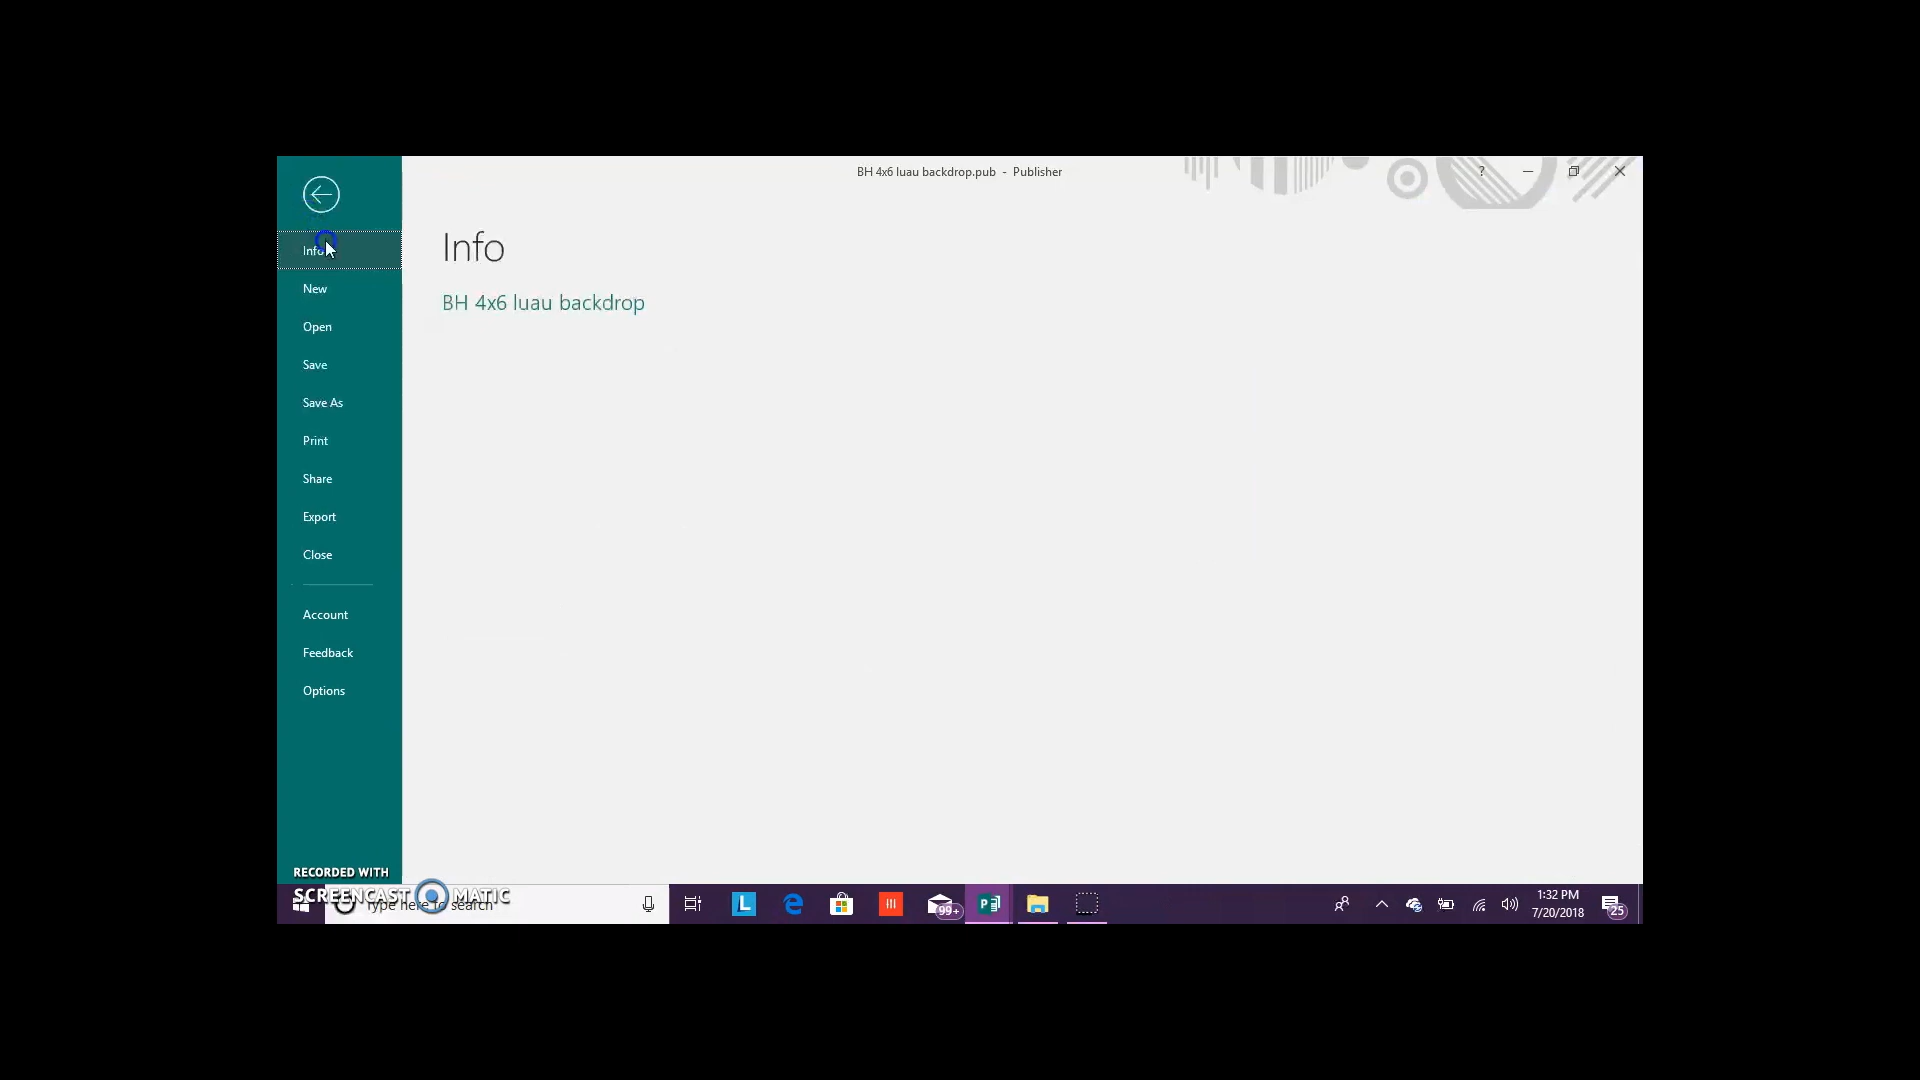 BH 4x6 luau backdrop.pub - Publisher
?
Info
New
Open
Save
Save As
Print
Share
Export
Close
Account
Feedback
Options
Info
BH 4x6 luau backdrop
RECORDED WITH
SCREENCAST MATIC
Type here to search
L
e
99+
P
1:32 PM
7/20/2018
25